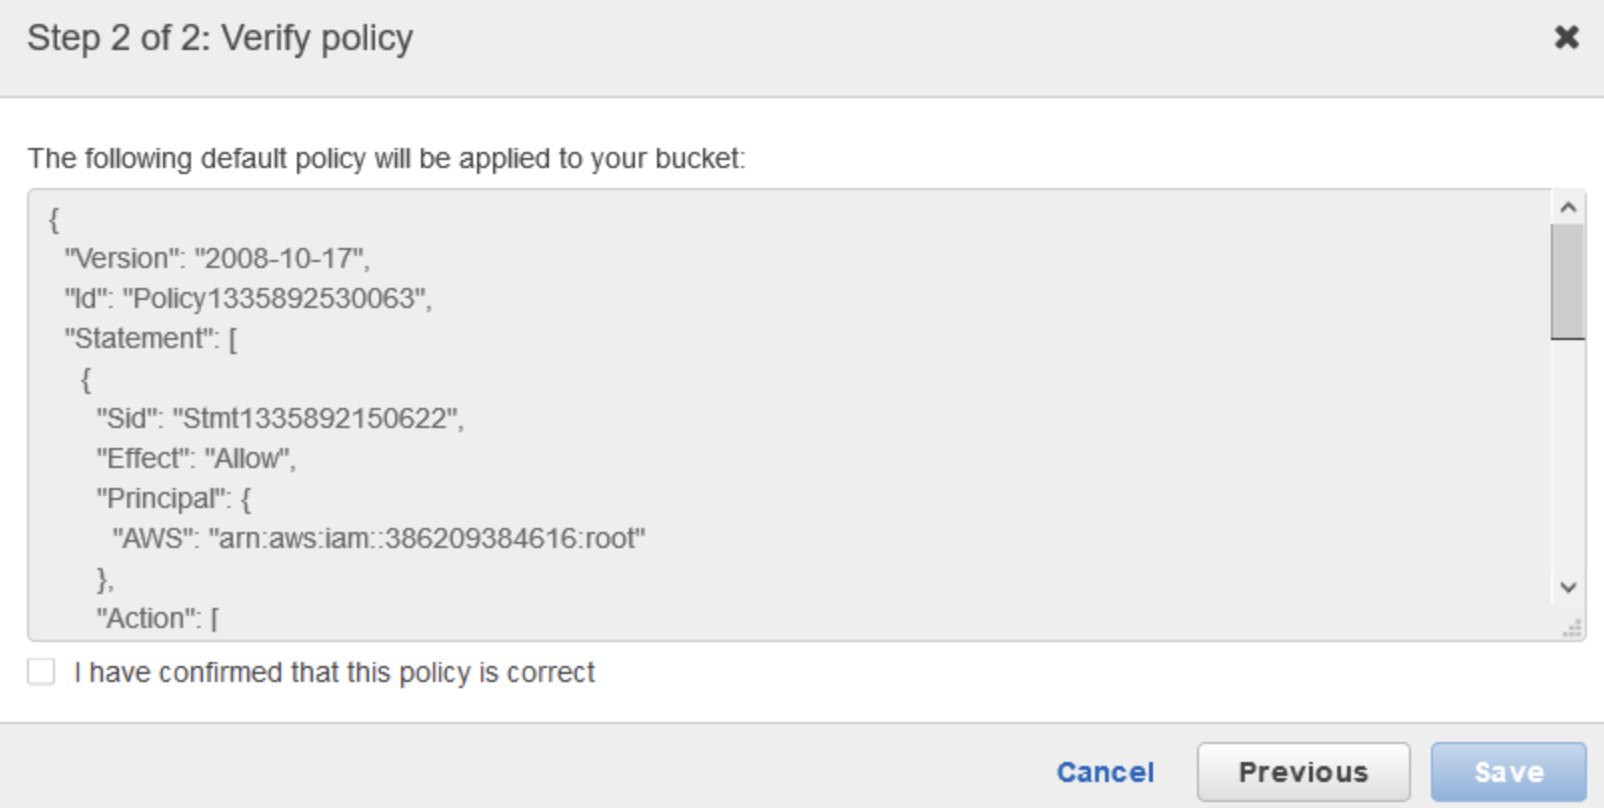 Step 2 of 2: Verify policy
The following default policy will be applied to your bucket:
{
"Version": "2008-10-17",
"Id": "Policy1335892530063",
"Statement": [
{
"Sid": "Stmt1335892150622",
"Effect": "Allow",
"Principal": {
"AWS": "arn:aws:iam::386209384616:root"
},
"Action": [
I have confirmed that this policy is correct
Cancel Previous Save